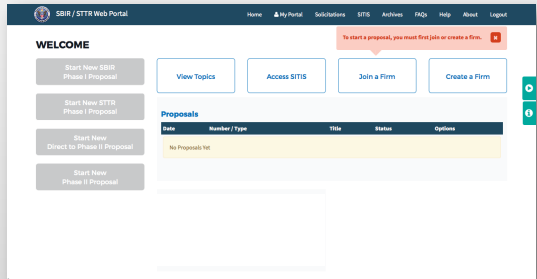 SBIR / STTR Web Portal
Home My Portal Solicitations SITIS Archives FAQs Help About Logout
WELCOME
To start a proposal, you must first join or create a firm.
Start New SBIR
Phase I Proposal
View Topics
Access SITIS
Join a Firm
Create a Firm
Start New STTR
Phase I Proposal
Proposals
Date Number / Type Title Status Options
No Proposals Yet
Start New
Direct to Phase II Proposal
Start New
Phase II Proposal